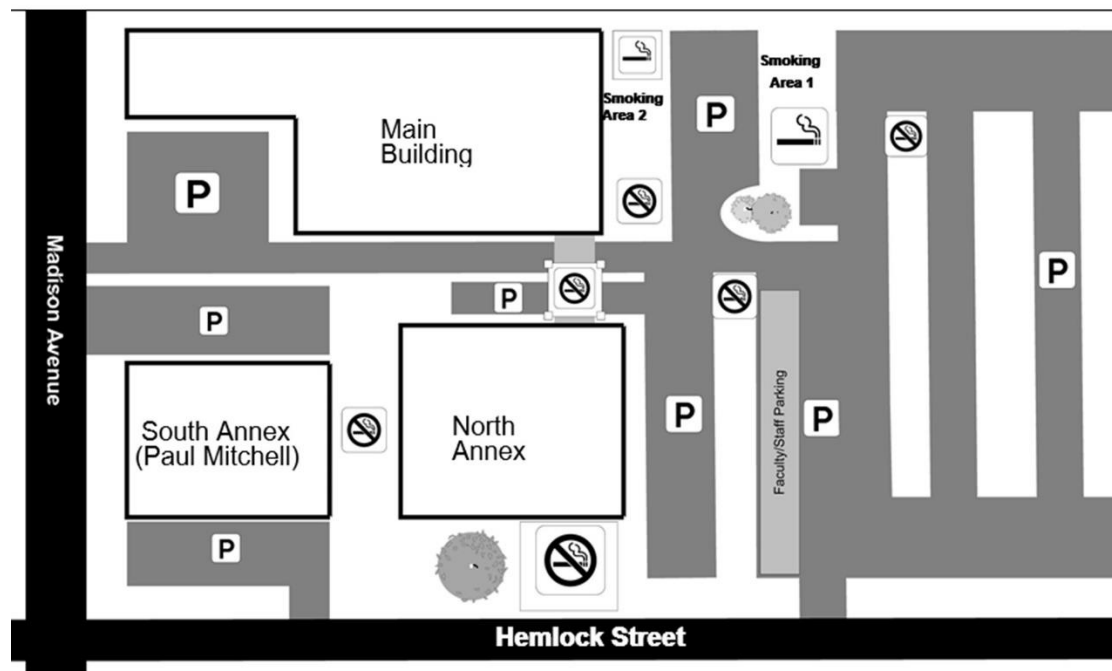 Smoking
Area 1
Smoking
Area 2
P
Main
Building
P
Madison Avenue
P
P
P
P
P
South Annex
(Paul Mitchell)
North
Annex
Faculty/Staff Parking
P
Hemlock Street